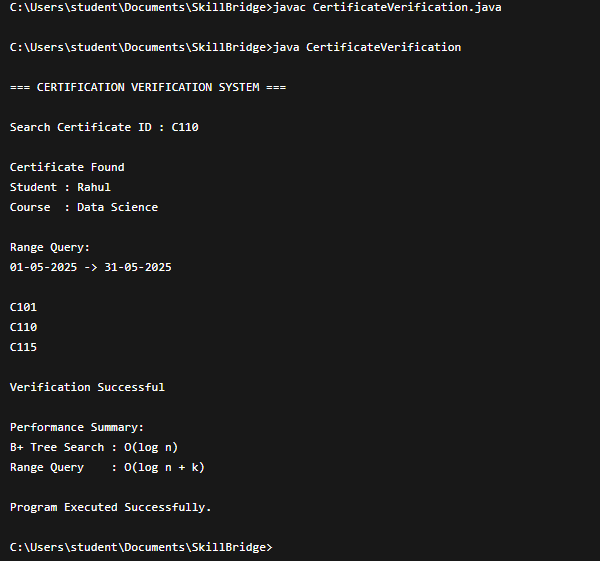 C:\Users\student\Documents\SkillBridge>javac CertificateVerification.java
C:\Users\student\Documents\SkillBridge>java CertificateVerification
=== CERTIFICATION VERIFICATION SYSTEM ===
Search Certificate ID : C110
Certificate Found
Student : Rahul
Course  : Data Science
Range Query:
01-05-2025 -> 31-05-2025
C101
C110
C115
Verification Successful
Performance Summary:
B+ Tree Search : O(log n)
Range Query    : O(log n + k)
Program Executed Successfully.
C:\Users\student\Documents\SkillBridge>